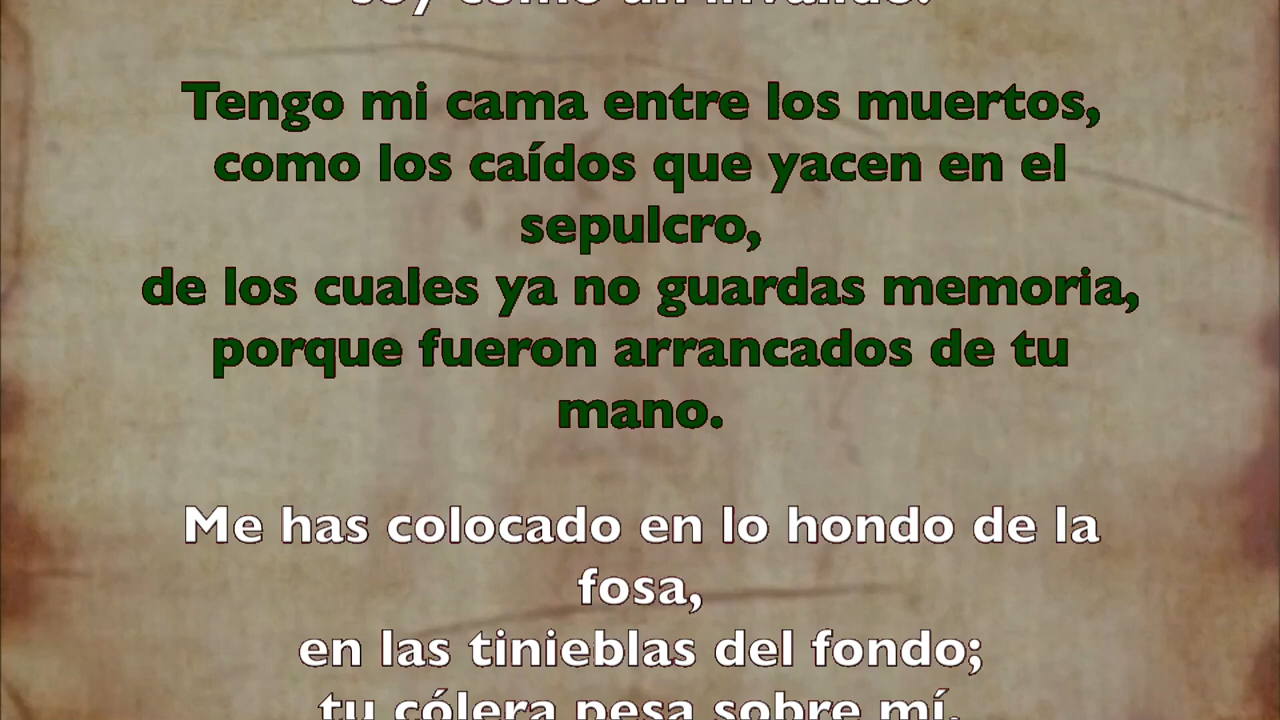 soy como un inválido.
Tengo mi cama entre los muertos,
como los caídos que yacen en el
sepulcro,
de los cuales ya no guardas memoria,
porque fueron arrancados de tu
mano.
Me has colocado en lo hondo de la
fosa,
en las tinieblas del fondo;
tu cólera pesa sobre mí,